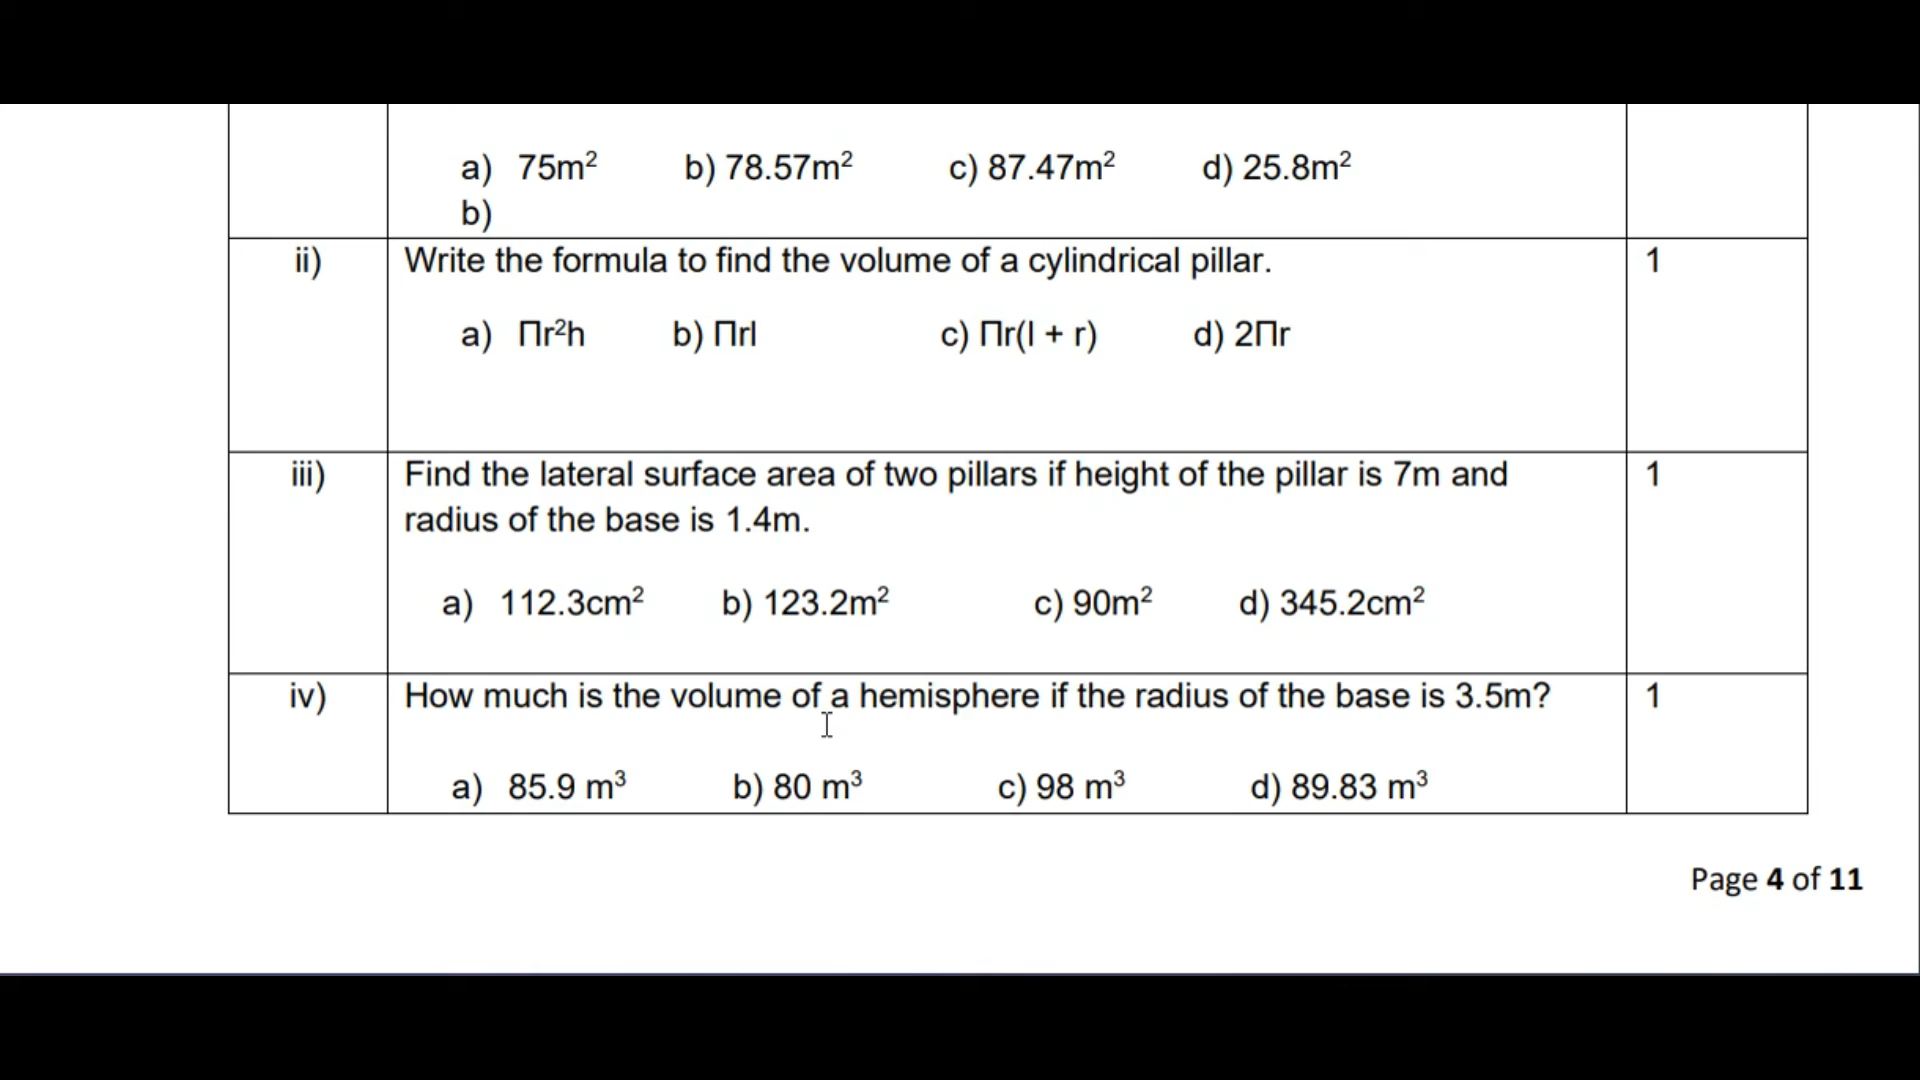 a) 75m² b) 78.57m² c) 87.47m² d) 25.8m²
b)
ii) Write the formula to find the volume of a cylindrical pillar. 1
a) Πr²h b) Πrl c) Πr(l + r) d) 2Πr
iii) Find the lateral surface area of two pillars if height of the pillar is 7m and 1
radius of the base is 1.4m.
a) 112.3cm² b) 123.2m² c) 90m² d) 345.2cm²
iv) How much is the volume of a hemisphere if the radius of the base is 3.5m? 1
a) 85.9 m³ b) 80 m³ c) 98 m³ d) 89.83 m³
Page 4 of 11